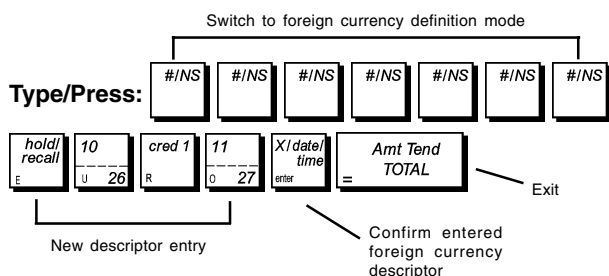 Switch to foreign currency definition mode
Type/Press: #/NS #/NS #/NS #/NS #/NS #/NS #/NS
hold/ recall E
10 U 26
cred 1 R
11 O 27
X/date/ time enter
Amt Tend TOTAL =
Exit
New descriptor entry
Confirm entered
foreign currency
descriptor